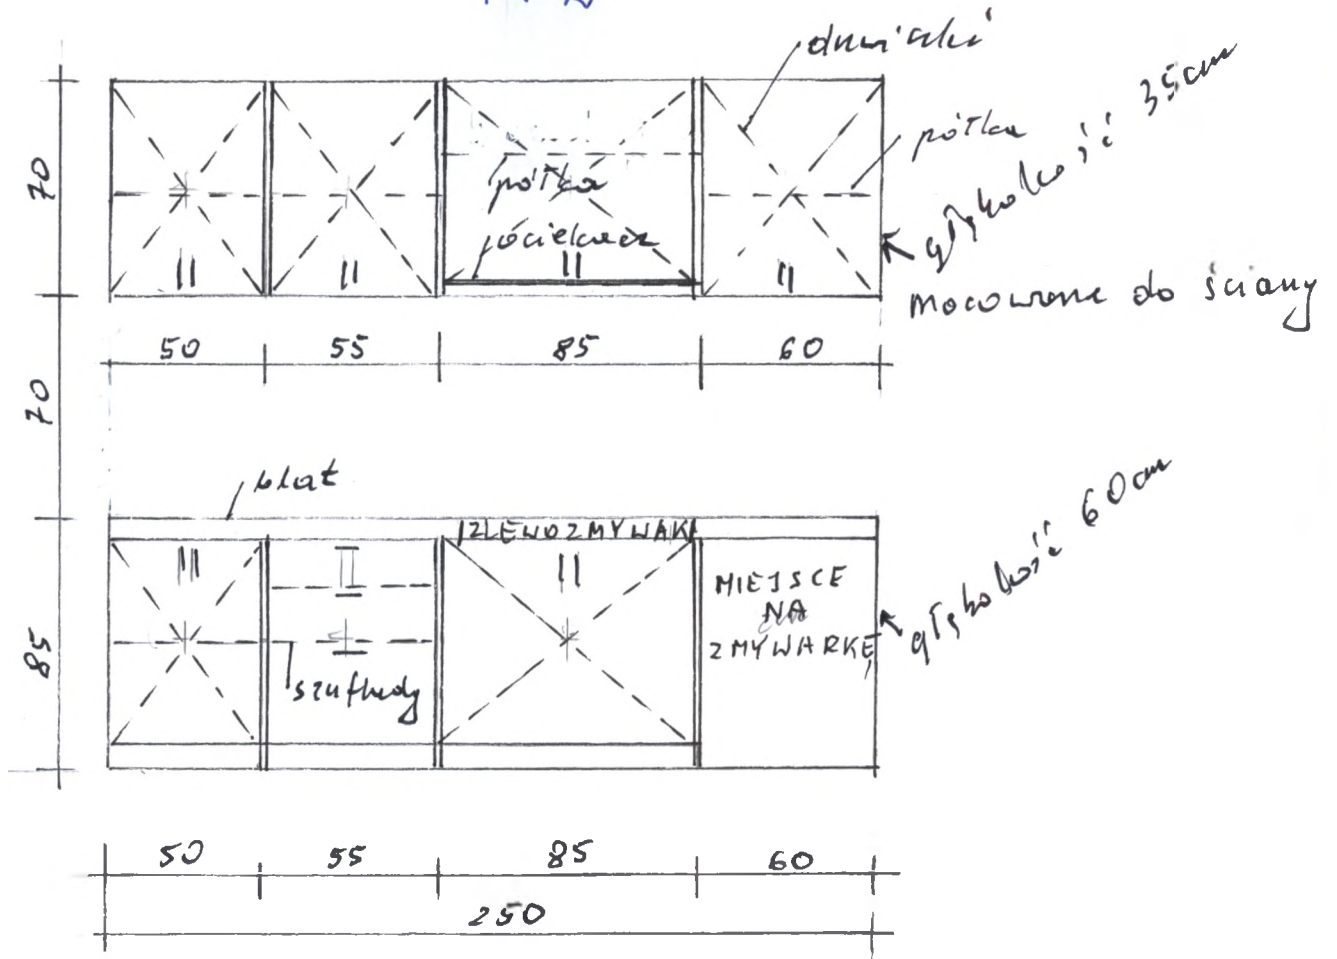 drzwiczki
półka
głębokość 35cm
mocowane do ściany
półka
ociekacz
70
50 55 85 60
70
blat
ZLEWOZMYWAK
MIEJSCE
NA
ZMYWARKĘ
głębokość 60cm
szuflady
85
50 55 85 60
250